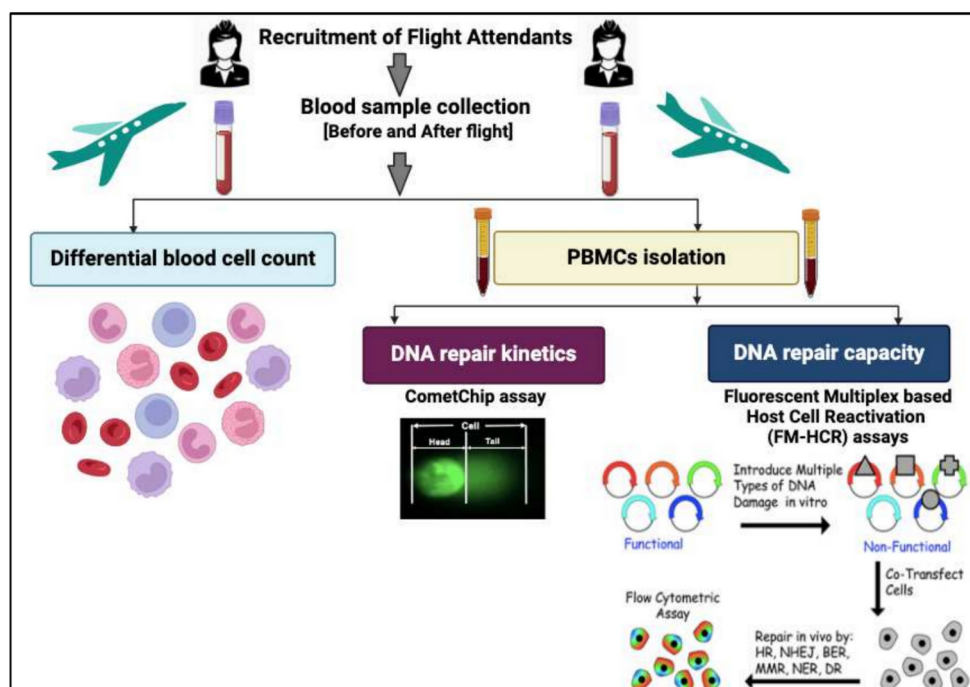 Recruitment of Flight Attendants
Blood sample collection
[Before and After flight]
Differential blood cell count
PBMCs isolation
DNA repair kinetics
CometChip assay
Cell
Head
Tail
DNA repair capacity
Fluorescent Multiplex based
Host Cell Reactivation
(FM-HCR) assays
Introduce Multiple
Types of DNA
Damage in vitro
Functional
Non-Functional
Co-Transfect
Cells
Flow Cytometric
Assay
Repair in vivo by:
HR, NHEJ, BER,
MMR, NER, DR